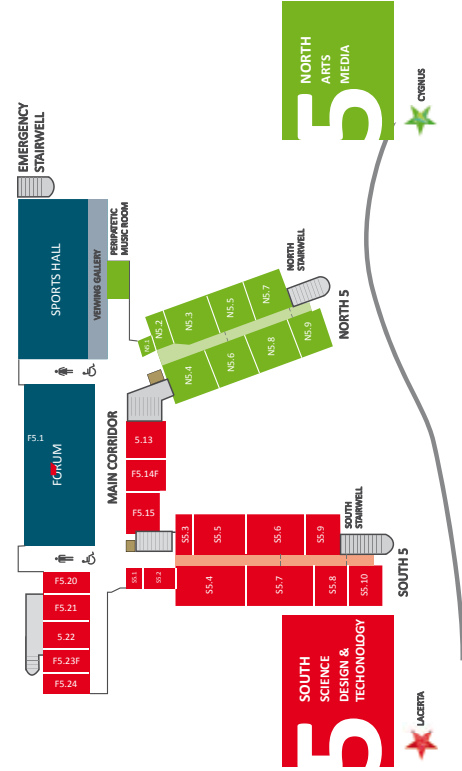 5
NORTH
ARTS
MEDIA
CYGNUS
EMERGENCY
STAIRWELL
SPORTS HALL
VEIWING GALLERY
PERIPATETIC
MUSIC ROOM
NORTH
STAIRWELL
N5.1
N5.2
N5.3
N5.5
N5.7
N5.4
N5.6
N5.8
N5.9
NORTH 5
F5.1
FORUM
MAIN CORRIDOR
5.13
F5.14F
F5.15
S5.3
S5.5
S5.6
S5.9
SOUTH
STAIRWELL
S5.1
S5.2
S5.4
S5.7
S5.8
S5.10
SOUTH 5
F5.20
F5.21
5.22
F5.23F
F5.24
5
SOUTH
SCIENCE
DESIGN &
TECHONOLOGY
LACERTA